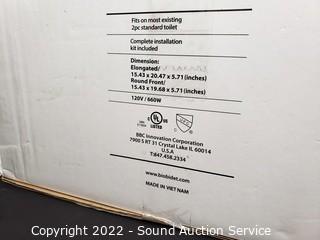 Fits on most existing
2pc standard toilet
Complete installation
kit included
Dimension:
Elongated/
15.43 x 20.47 x 5.71 (inches)
Round Front/
15.43 x 19.68 x 5.71 (inches)
120V / 660W
UL
LISTED
BBC Innovation Corporation
7900 S RT 31 Crystal Lake IL 60014
U.S.A
T:847.458.2334
www.biobidet.com
MADE IN VIETNAM
Copyright 2022 - Sound Auction Service